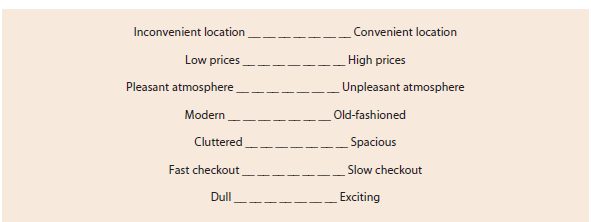 Inconvenient location __ __ __ __ __ __ __ Convenient location
Low prices __ __ __ __ __ __ __ High prices
Pleasant atmosphere __ __ __ __ __ __ __ Unpleasant atmosphere
Modern __ __ __ __ __ __ __ Old-fashioned
Cluttered __ __ __ __ __ __ __ Spacious
Fast checkout __ __ __ __ __ __ __ Slow checkout
Dull __ __ __ __ __ __ __ Exciting